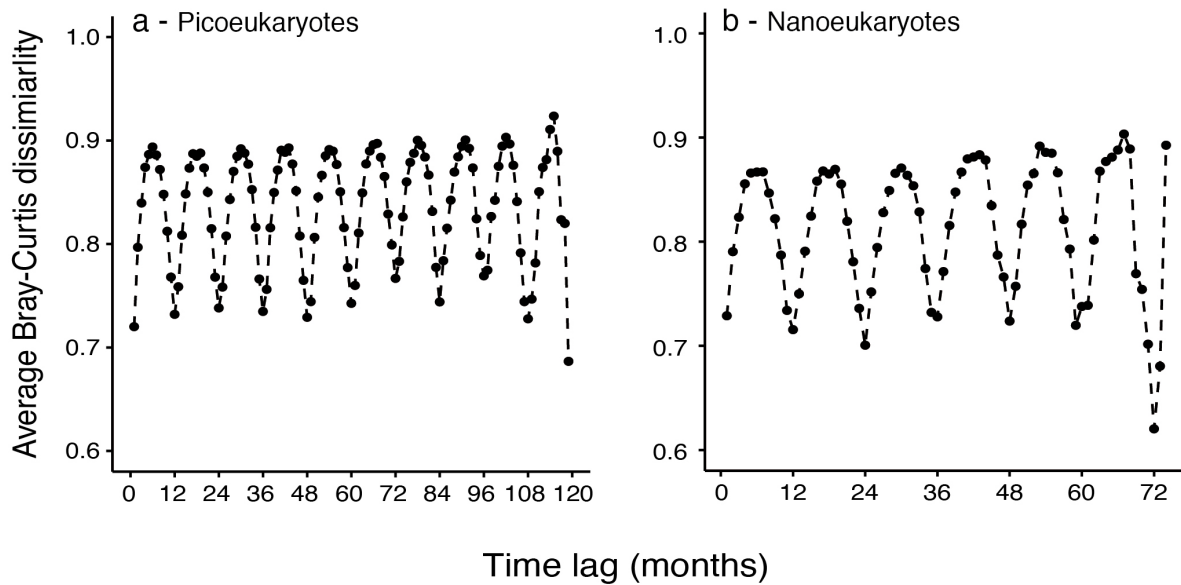 a - Picoeukaryotes
b - Nanoeukaryotes
Average Bray-Curtis dissimiarlity
1.0
0.9
0.8
0.7
0.6
0 12 24 36 48 60 72 84 96 108 120
1.0
0.9
0.8
0.7
0.6
0 12 24 36 48 60 72
Time lag (months)